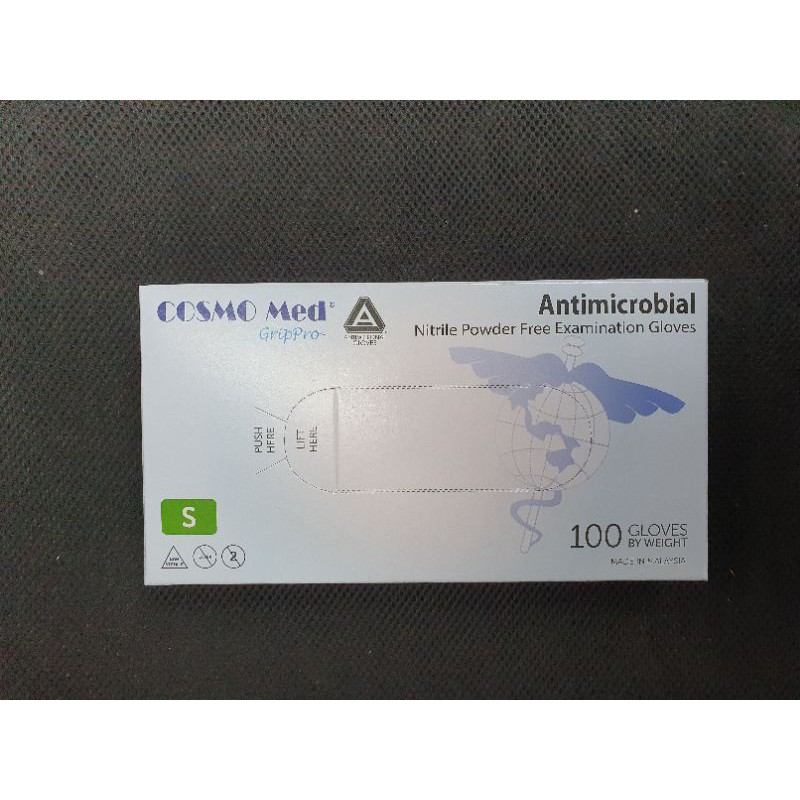 COSMO Med®
GripPro
Antimicrobial
Nitrile Powder Free Examination Gloves
PUSH
HERE
LIFT
HERE
S
2
100 GLOVES
BY WEIGHT
MADE IN MALAYSIA